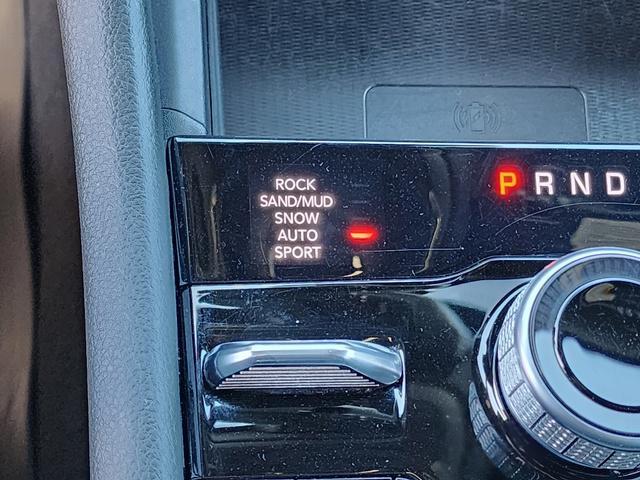 ROCK
SAND/MUD
SNOW
AUTO
SPORT
P R N D